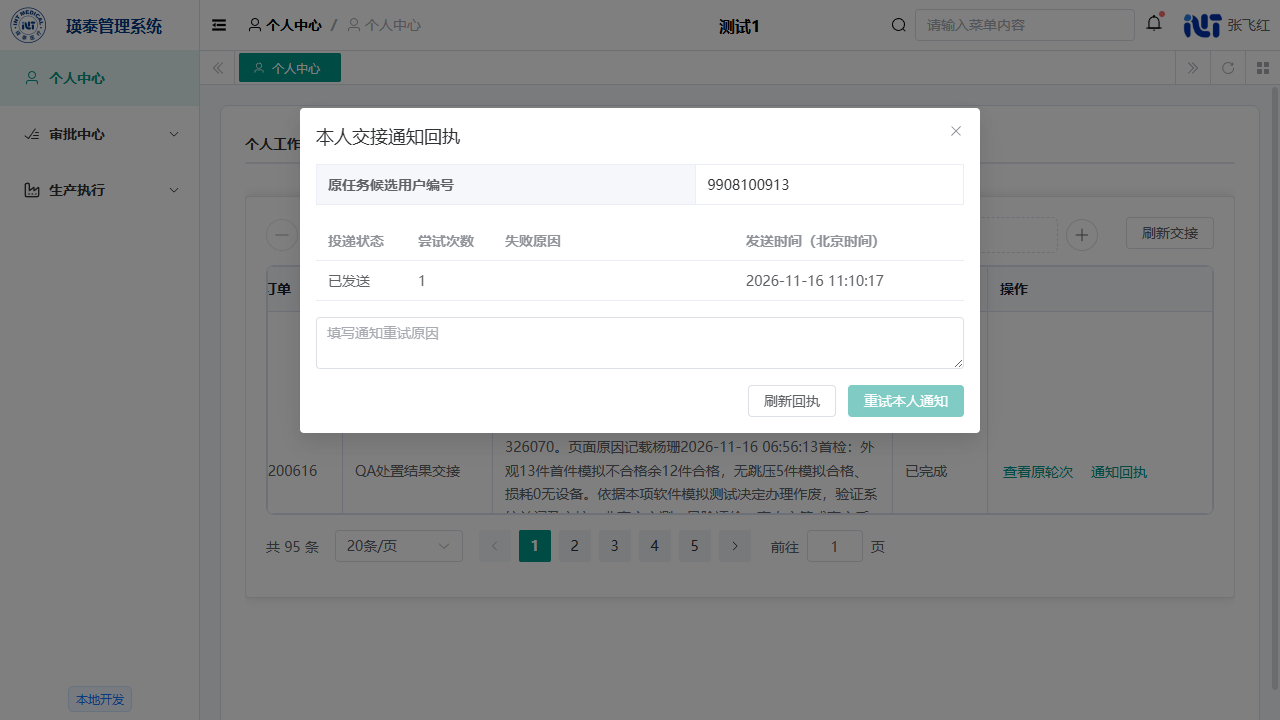 瑛泰管理系统
个人中心 / 个人中心
测试1
请输入菜单内容
张飞红
个人中心
个人中心
审批中心
生产执行
个人工作
本人交接通知回执
原任务候选用户编号 9908100913
投递状态 尝试次数 失败原因 发送时间（北京时间）
已发送 1 2026-11-16 11:10:17
填写通知重试原因
刷新回执 重试本人通知
刷新交接
订单 操作
200616 QA处置结果交接
326070。页面原因记载杨珊2026-11-16 06:56:13首检：外
观13件首件模拟不合格余12件合格，无跳压5件模拟合格、
损耗0无设备。依据本项软件模拟测试决定办理作废，验证系
已完成 查看原轮次 通知回执
共 95 条 20条/页 1 2 3 4 5 前往 1 页
本地开发